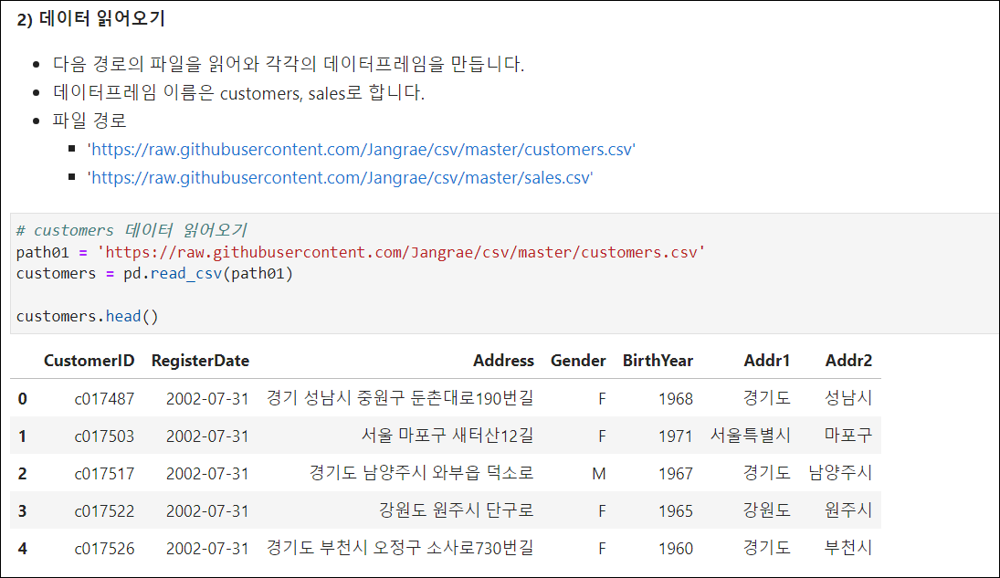 2) 데이터 읽어오기
다음 경로의 파일을 읽어와 각각의 데이터프레임을 만듭니다.
데이터프레임 이름은 customers, sales로 합니다.
파일 경로
'https://raw.githubusercontent.com/Jangrae/csv/master/customers.csv'
'https://raw.githubusercontent.com/Jangrae/csv/master/sales.csv'
# customers 데이터 읽어오기
path01 = 'https://raw.githubusercontent.com/Jangrae/csv/master/customers.csv'
customers = pd.read_csv(path01)
customers.head()
CustomerID RegisterDate Address Gender BirthYear Addr1 Addr2
0 c017487 2002-07-31 경기 성남시 중원구 둔촌대로190번길 F 1968 경기도 성남시
1 c017503 2002-07-31 서울 마포구 새터산12길 F 1971 서울특별시 마포구
2 c017517 2002-07-31 경기도 남양주시 와부읍 덕소로 M 1967 경기도 남양주시
3 c017522 2002-07-31 강원도 원주시 단구로 F 1965 강원도 원주시
4 c017526 2002-07-31 경기도 부천시 오정구 소사로730번길 F 1960 경기도 부천시